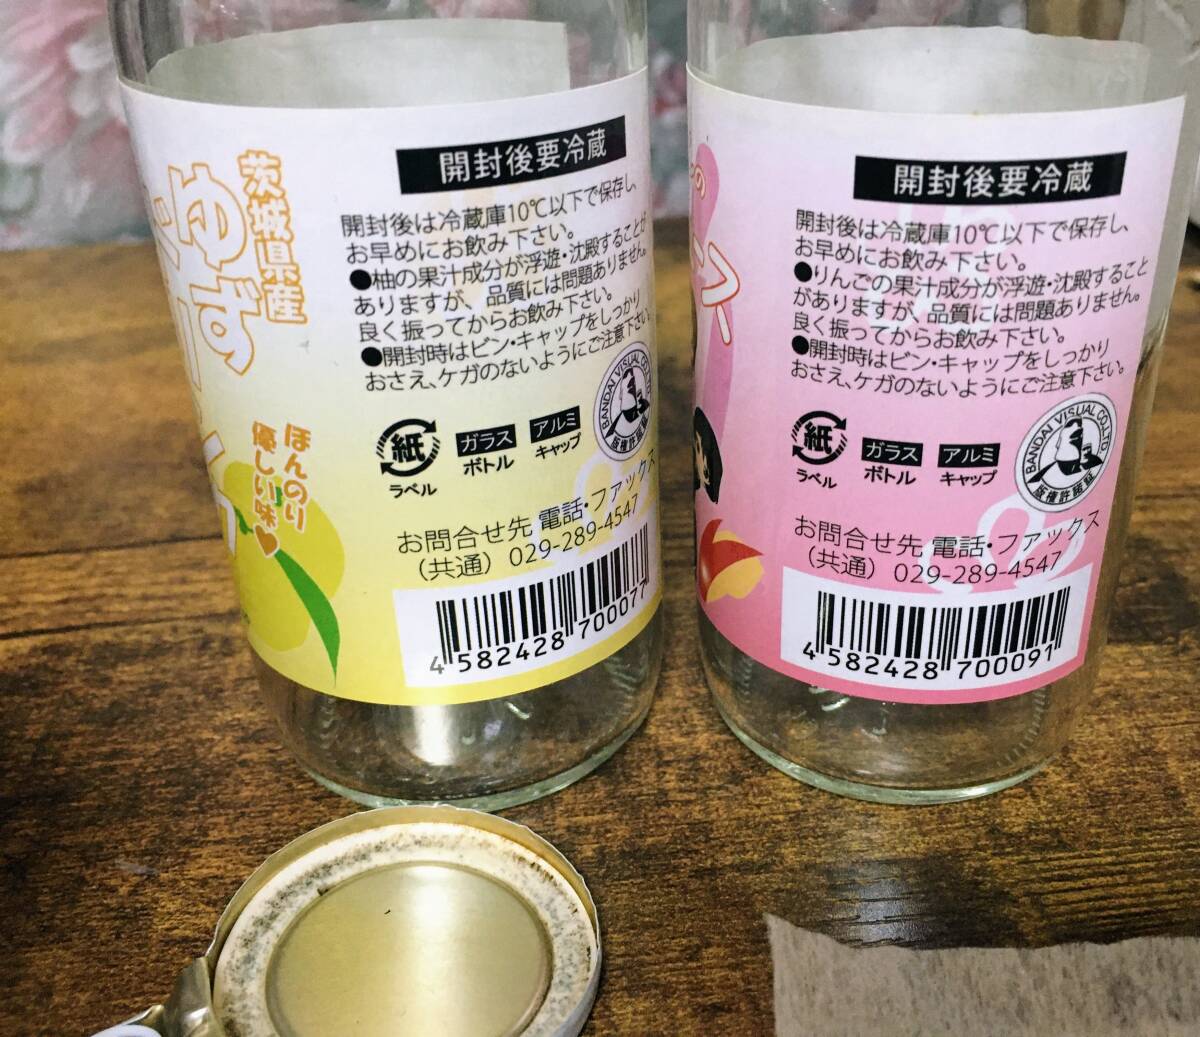 茨城県産
ゆず
ほんのり
優しい味♥
開封後要冷蔵
開封後は冷蔵庫10℃以下で保存し、
お早めにお飲み下さい。
●柚の果汁成分が浮遊・沈殿することが
ありますが、品質には問題ありません。
良く振ってからお飲み下さい。
●開封時はビン・キャップをしっかり
おさえ、ケガのないようにご注意下さい。
紙
ラベル
ガラス
ボトル
アルミ
キャップ
BANDAI VISUAL CO.,LTD
版権許諾証
お問合せ先 電話・ファックス
(共通) 029-289-4547
4 582428 700077
の
ス
開封後要冷蔵
開封後は冷蔵庫10℃以下で保存し、
お早めにお飲み下さい。
●りんごの果汁成分が浮遊・沈殿すること
がありますが、品質には問題ありません。
良く振ってからお飲み下さい。
●開封時はビン・キャップをしっかり
おさえ、ケガのないようにご注意下さい。
紙
ラベル
ガラス
ボトル
アルミ
キャップ
BANDAI VISUAL CO.,LTD
版権許諾証
お問合せ先 電話・ファックス
(共通) 029-289-4547
4 582428 700091